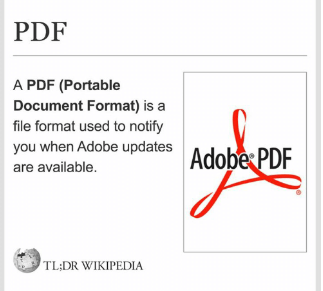 PDF
A PDF (Portable
Document Format) is a
file format used to notify
you when Adobe updates
are available.
Adobe® PDF
®
TL;DR WIKIPEDIA